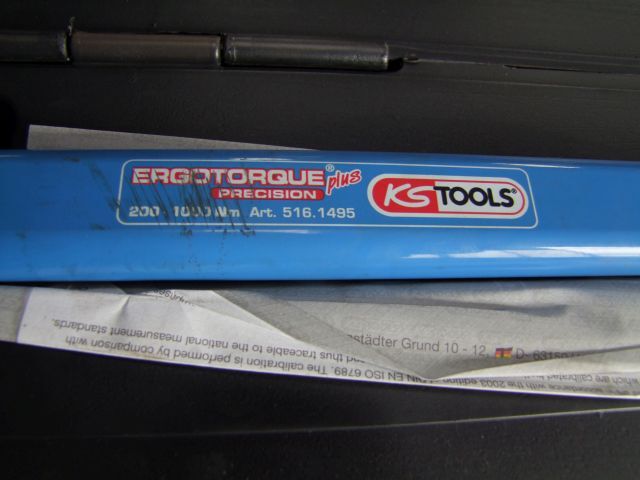 ERGOTORQUE® plus
PRECISION
200 - 1000 Nm Art. 516.1495
KS TOOLS®
städter Grund 10 - 12, D-
which are calibrated
in accordance with the 2003 edition of DIN EN ISO 6789. The calibration is performed by comparison with
and thus traceable to the national measurement standards.